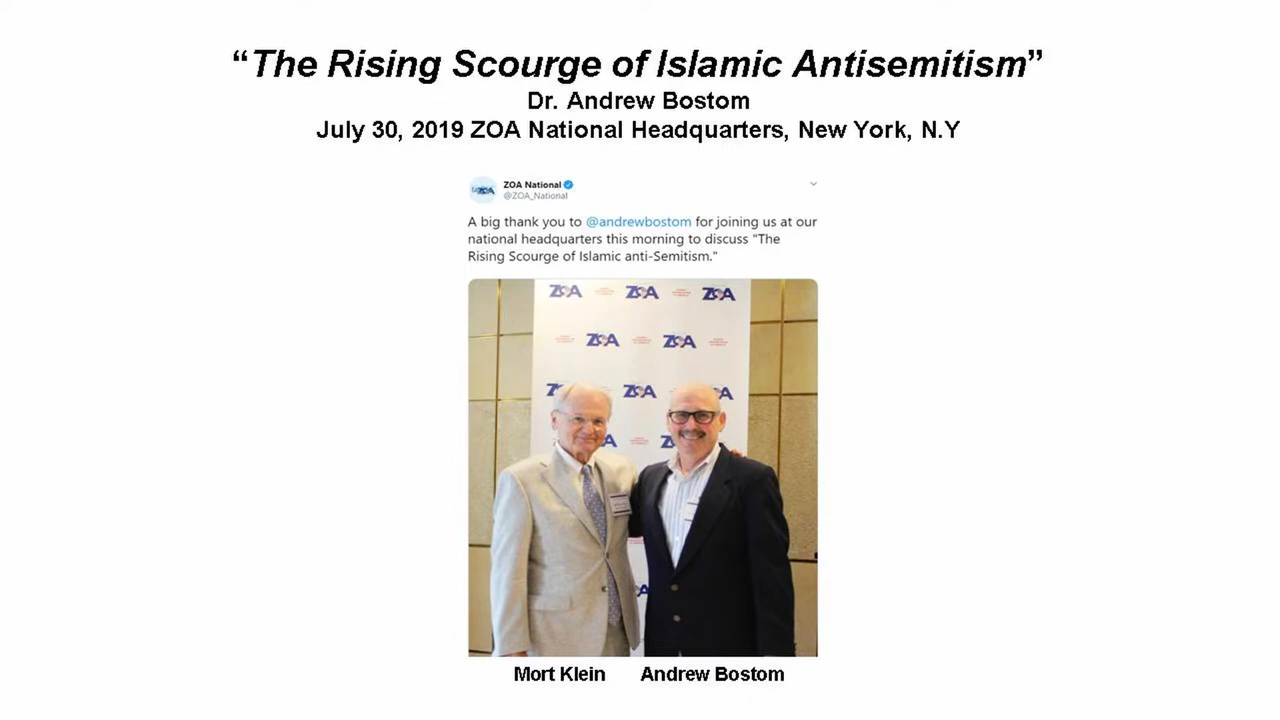 “The Rising Scourge of Islamic Antisemitism”
Dr. Andrew Bostom
July 30, 2019 ZOA National Headquarters, New York, N.Y
ZOA
ZOA National
@ZOA_National
A big thank you to @andrewbostom for joining us at our
national headquarters this morning to discuss "The
Rising Scourge of Islamic anti-Semitism."
ZOA ZOA ZOA
ZOA ZOA
ZOA
Mort Klein Andrew Bostom